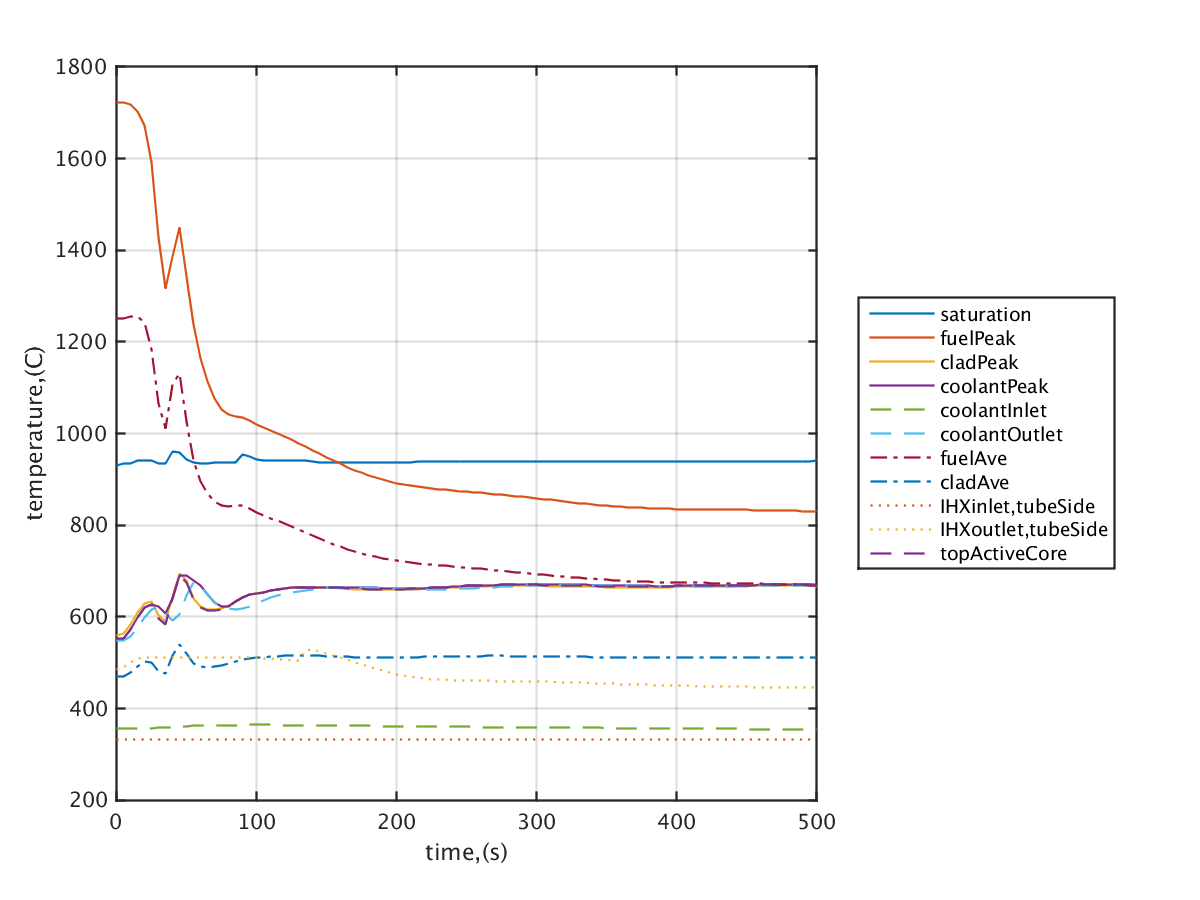 1800
1600
1400
1200
1000
800
600
400
200
temperature,(C)
0 100 200 300 400 500
time,(s)
saturation
fuelPeak
cladPeak
coolantPeak
coolantInlet
coolantOutlet
fuelAve
cladAve
IHXinlet,tubeSide
IHXoutlet,tubeSide
topActiveCore